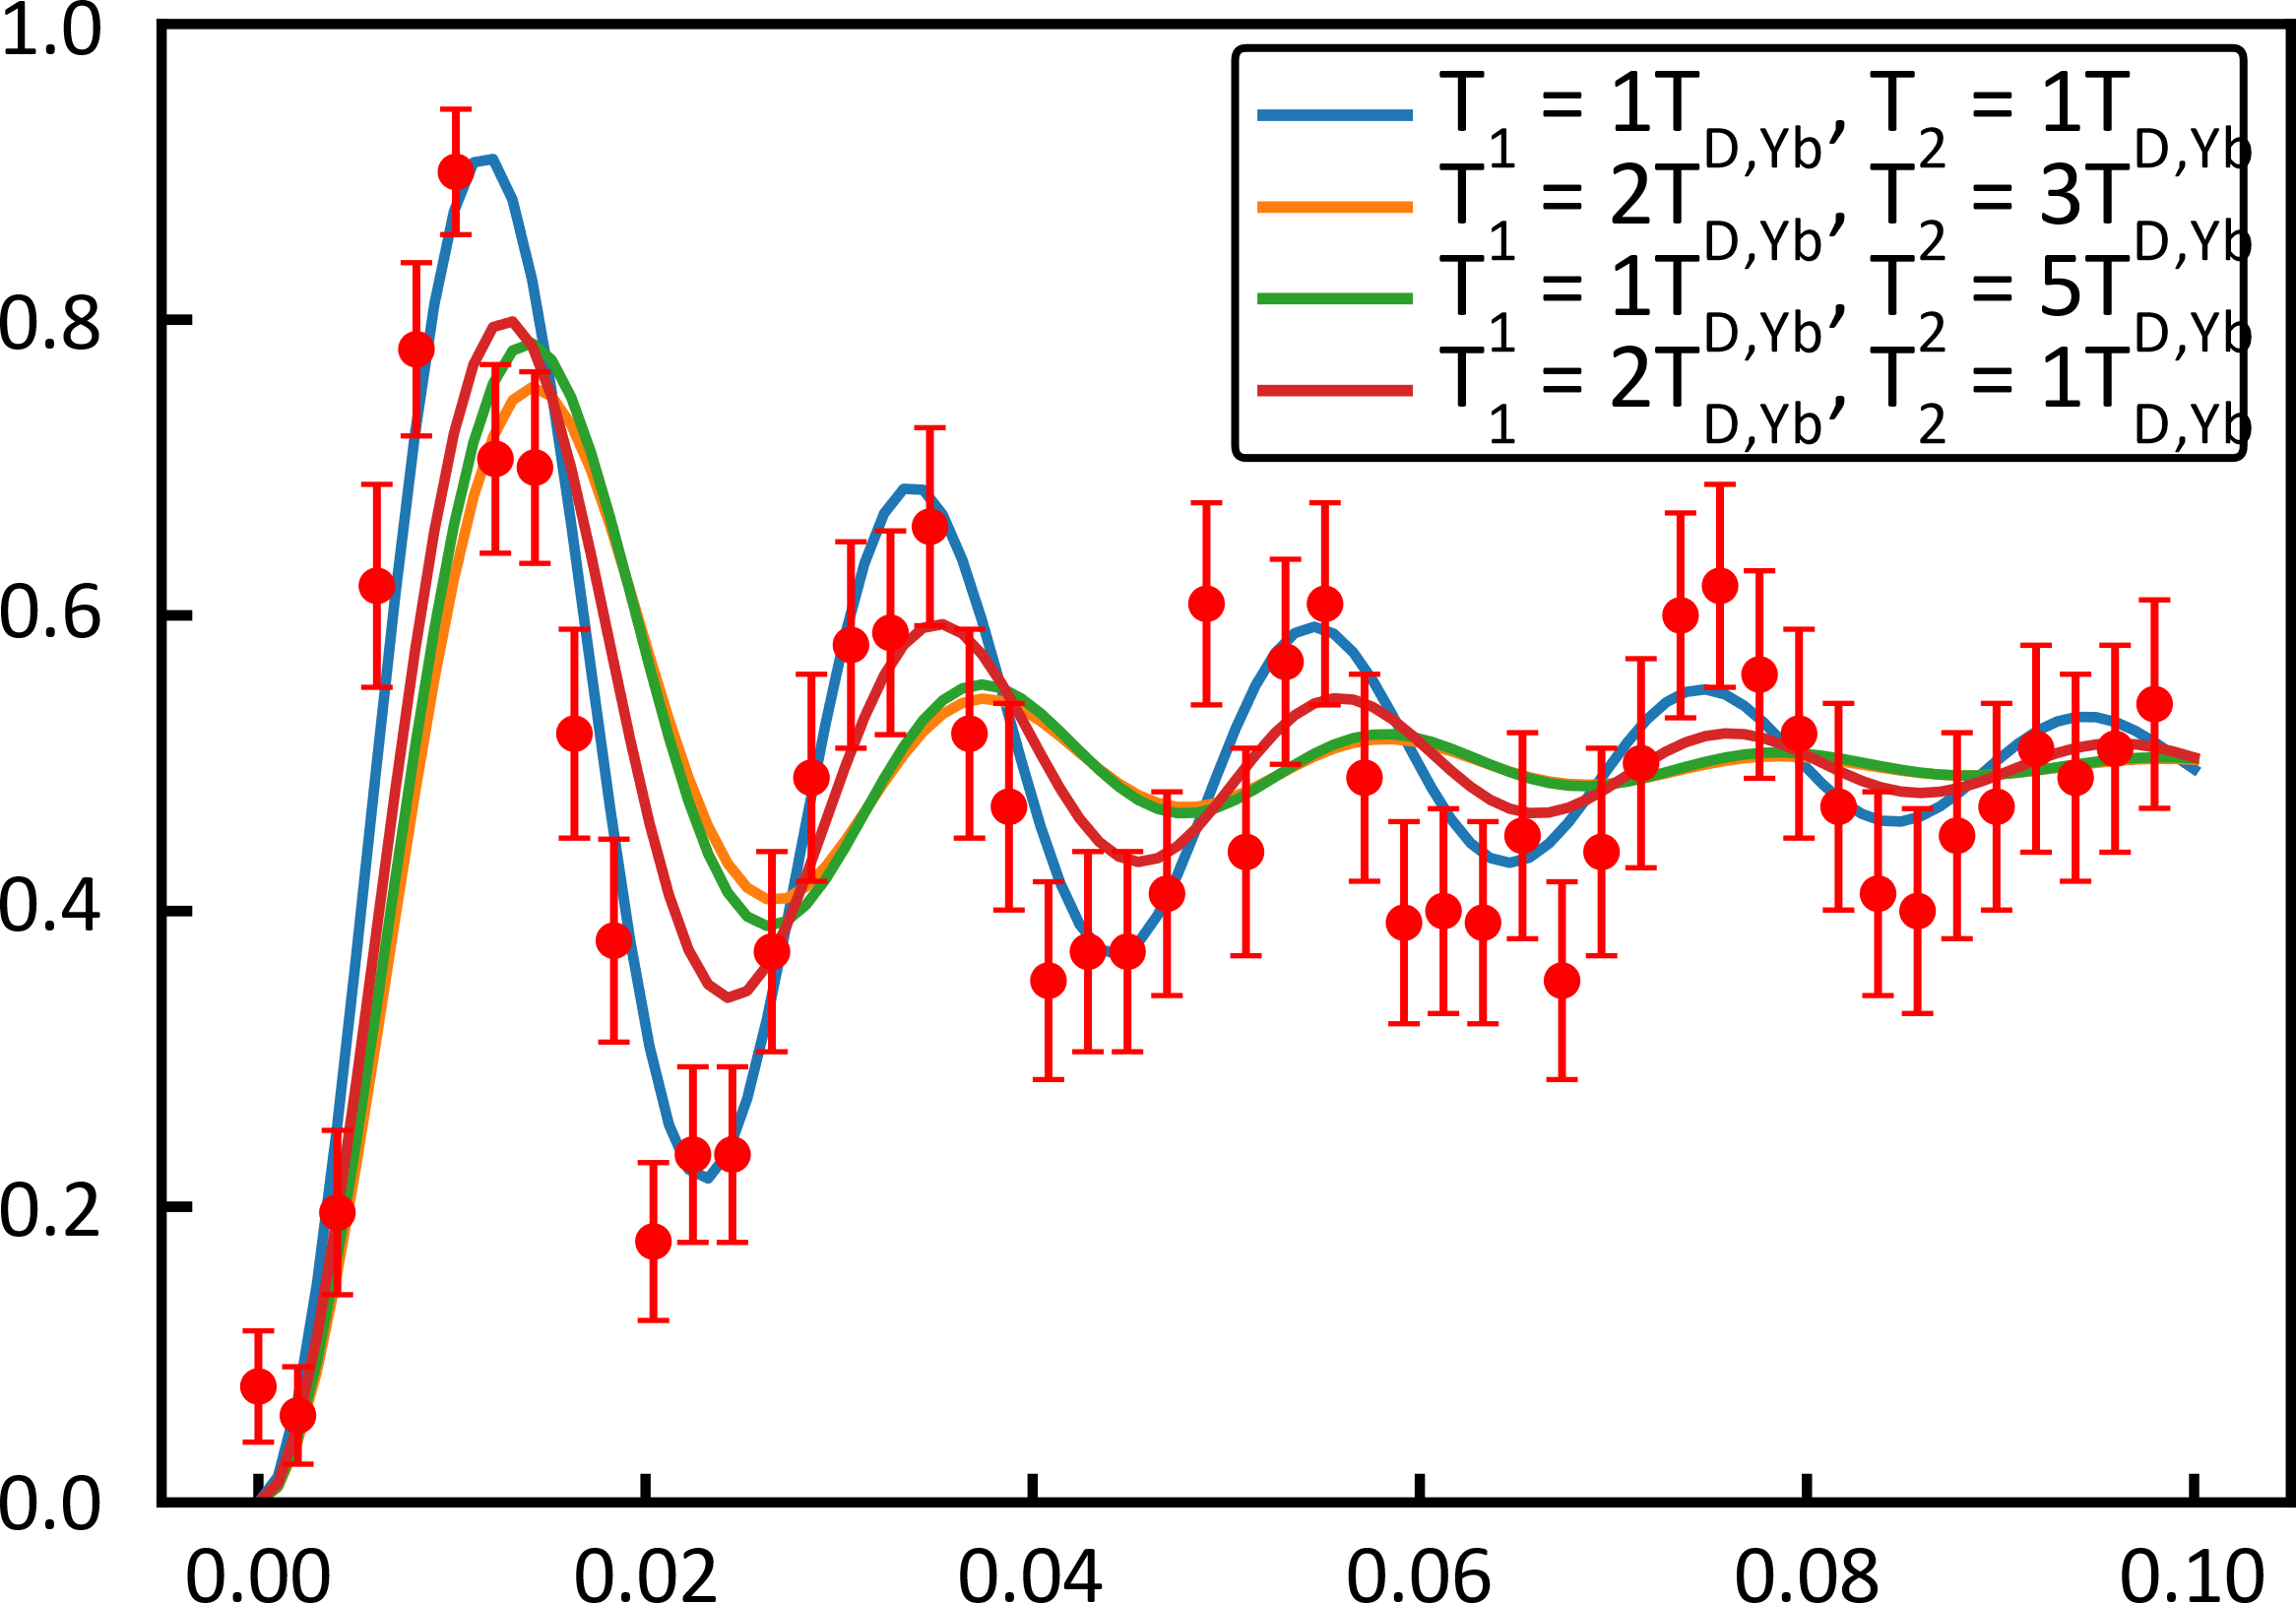 1.0
0.8
0.6
0.4
0.2
0.0
T1 = 1TD,Yb, T2 = 1TD,Yb
T1 = 2TD,Yb, T2 = 3TD,Yb
T1 = 1TD,Yb, T2 = 5TD,Yb
T1 = 2TD,Yb, T2 = 1TD,Yb
0.00 0.02 0.04 0.06 0.08 0.10